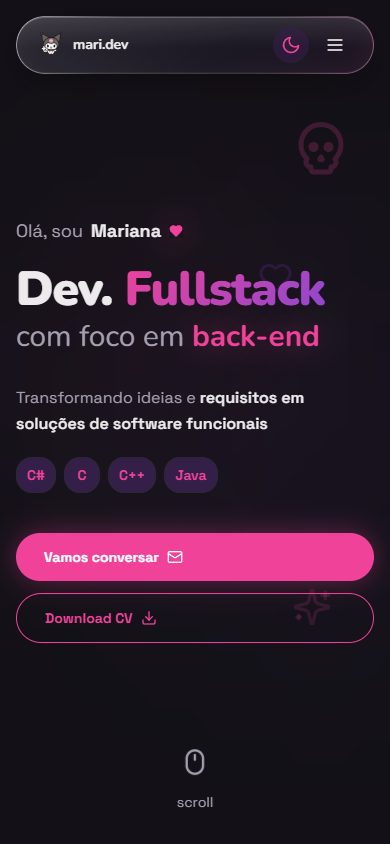 mari.dev
Olá, sou Mariana
Dev. Fullstack
com foco em back-end
Transformando ideias e requisitos em
soluções de software funcionais
C# C C++ Java
Vamos conversar
Download CV
scroll